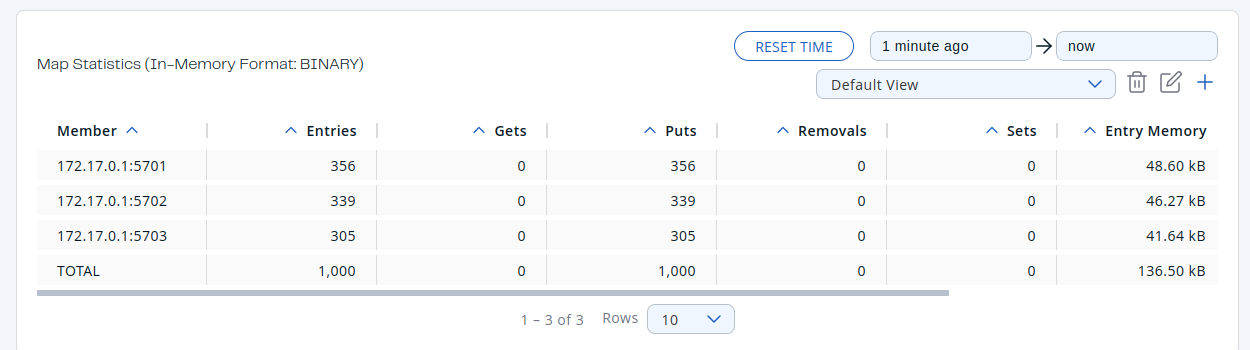 RESET TIME 1 minute ago now
Map Statistics (In-Memory Format: BINARY)
Default View
Member Entries Gets Puts Removals Sets Entry Memory
172.17.0.1:5701 356 0 356 0 0 48.60 kB
172.17.0.1:5702 339 0 339 0 0 46.27 kB
172.17.0.1:5703 305 0 305 0 0 41.64 kB
TOTAL 1,000 0 1,000 0 0 136.50 kB
1 – 3 of 3 Rows 10